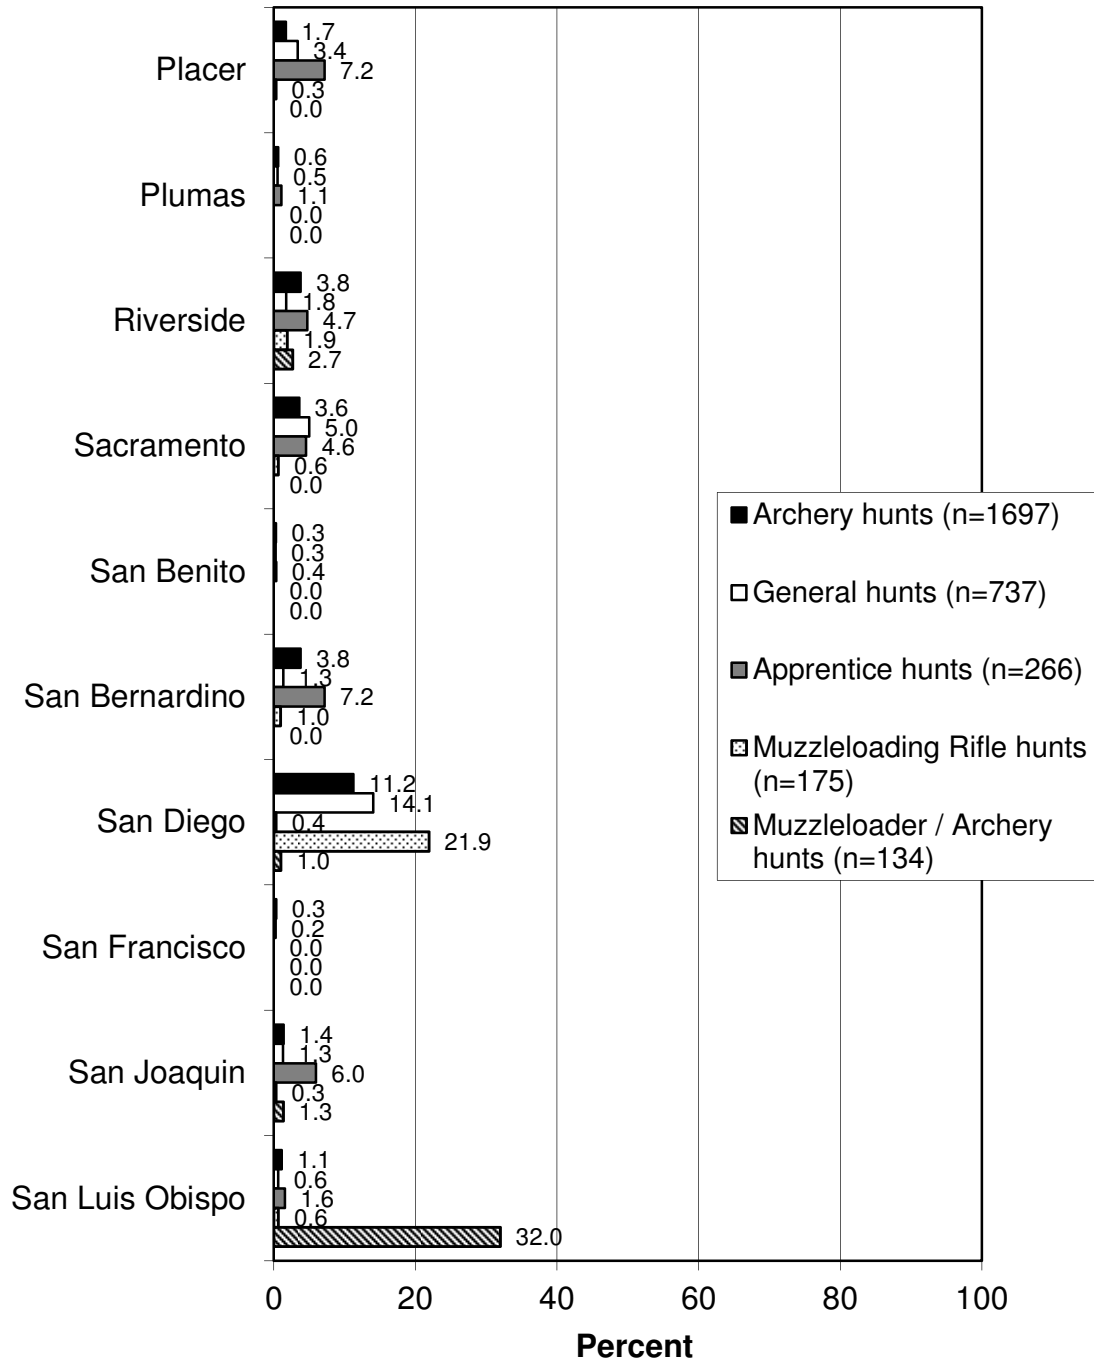 Placer
1.7
3.4
7.2
0.3
0.0
Plumas
0.6
0.5
1.1
0.0
0.0
Riverside
3.8
1.8
4.7
1.9
2.7
Sacramento
3.6
5.0
4.6
0.6
0.0
San Benito
0.3
0.3
0.4
0.0
0.0
San Bernardino
3.8
1.3
7.2
1.0
0.0
San Diego
11.2
14.1
0.4
21.9
1.0
San Francisco
0.3
0.2
0.0
0.0
0.0
San Joaquin
1.4
1.3
6.0
0.3
1.3
San Luis Obispo
1.1
0.6
1.6
0.6
32.0
Archery hunts (n=1697)
General hunts (n=737)
Apprentice hunts (n=266)
Muzzleloading Rifle hunts
(n=175)
Muzzleloader / Archery
hunts (n=134)
0 20 40 60 80 100
Percent